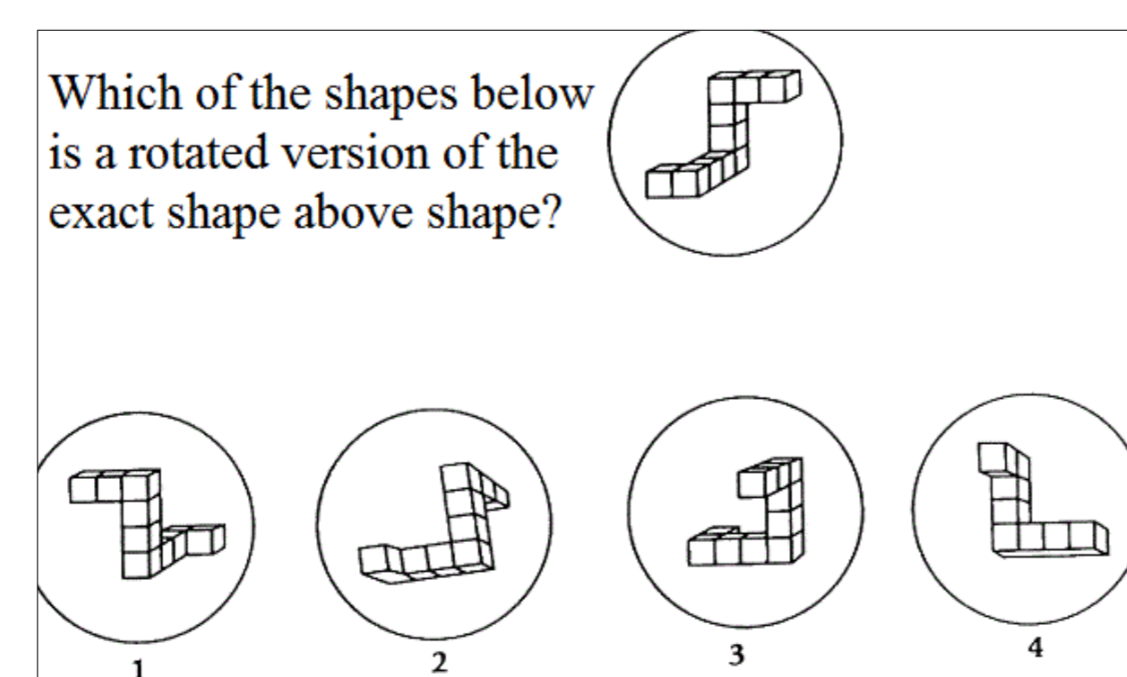 Which of the shapes below
is a rotated version of the
exact shape above shape?
1
2
3
4